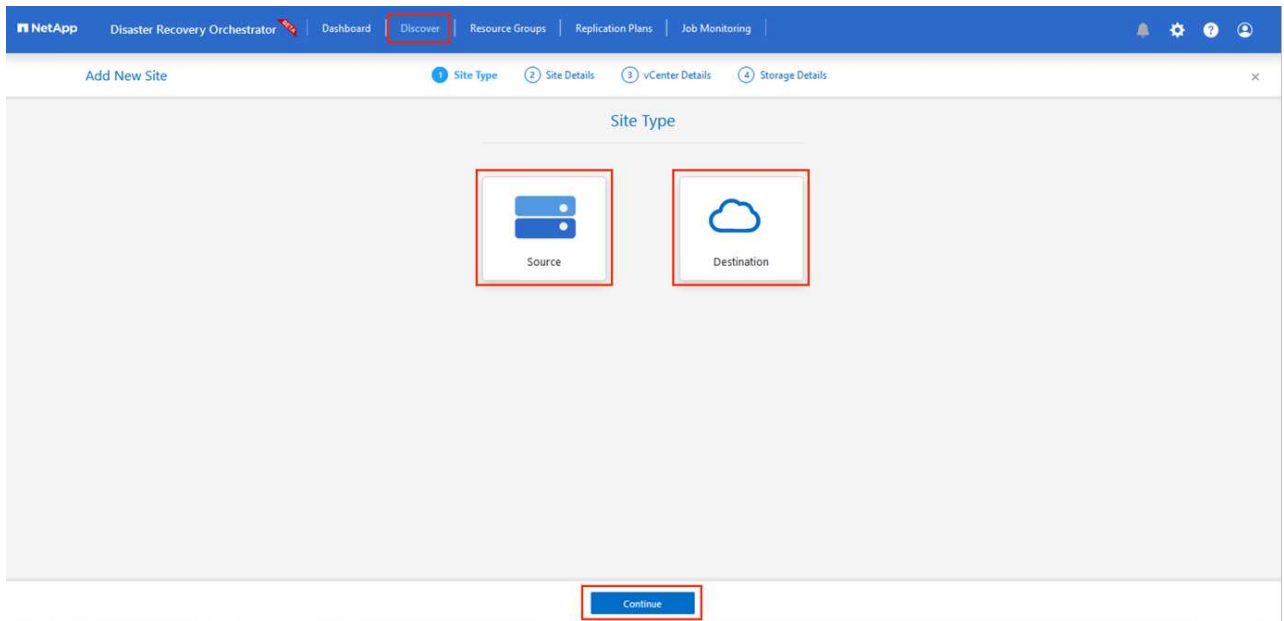 NetApp Disaster Recovery Orchestrator BETA Dashboard Discover Resource Groups Replication Plans Job Monitoring
Add New Site 1 Site Type 2 Site Details 3 vCenter Details 4 Storage Details
Site Type
Source Destination
Continue